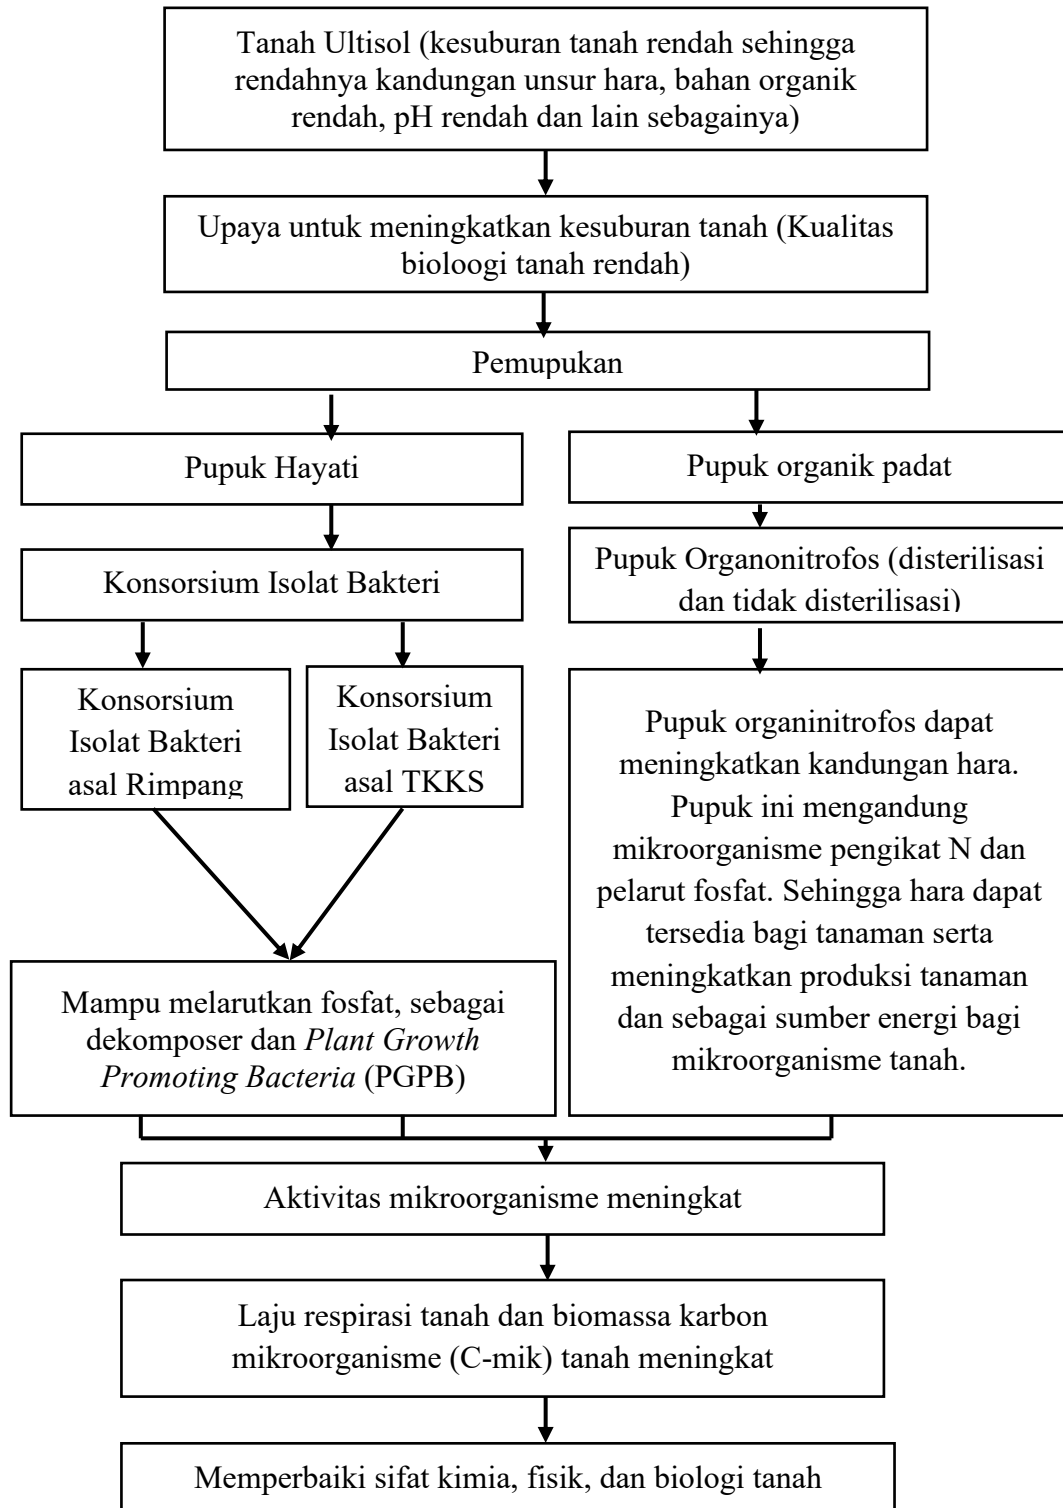 Tanah Ultisol (kesuburan tanah rendah sehingga
rendahnya kandungan unsur hara, bahan organik
rendah, pH rendah dan lain sebagainya)
Upaya untuk meningkatkan kesuburan tanah (Kualitas
bioloogi tanah rendah)
Pemupukan
Pupuk Hayati
Pupuk organik padat
Konsorsium Isolat Bakteri
Pupuk Organonitrofos (disterilisasi
dan tidak disterilisasi)
Konsorsium
Isolat Bakteri
asal Rimpang
Konsorsium
Isolat Bakteri
asal TKKS
Pupuk organinitrofos dapat
meningkatkan kandungan hara.
Pupuk ini mengandung
mikroorganisme pengikat N dan
pelarut fosfat. Sehingga hara dapat
tersedia bagi tanaman serta
meningkatkan produksi tanaman
dan sebagai sumber energi bagi
mikroorganisme tanah.
Mampu melarutkan fosfat, sebagai
dekomposer dan Plant Growth
Promoting Bacteria (PGPB)
Aktivitas mikroorganisme meningkat
Laju respirasi tanah dan biomassa karbon
mikroorganisme (C-mik) tanah meningkat
Memperbaiki sifat kimia, fisik, dan biologi tanah